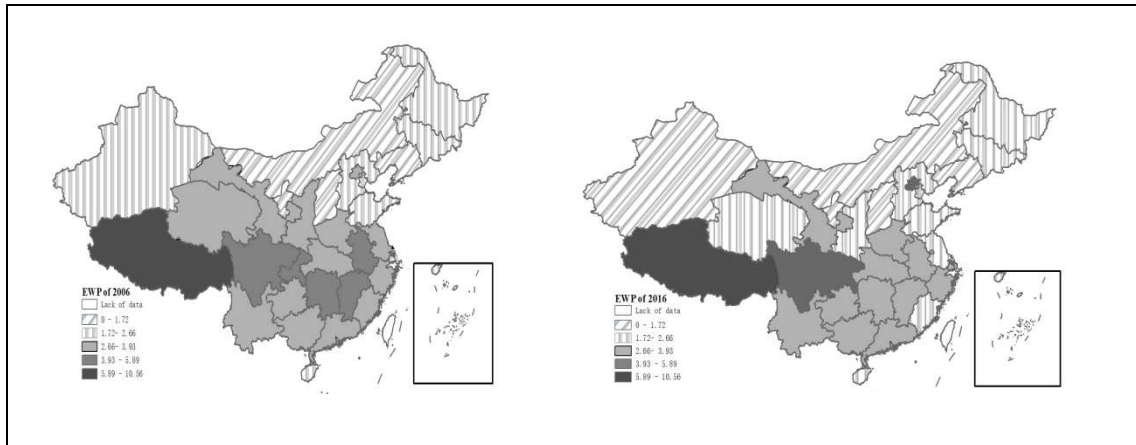 EWP of 2006
Lack of data
0 - 1.72
1.72- 2.66
2.66- 3.93
3.93 - 5.89
5.89 - 10.56
EWP of 2016
Lack of data
0 - 1.72
1.72- 2.66
2.66- 3.93
3.93 - 5.89
5.89 - 10.56